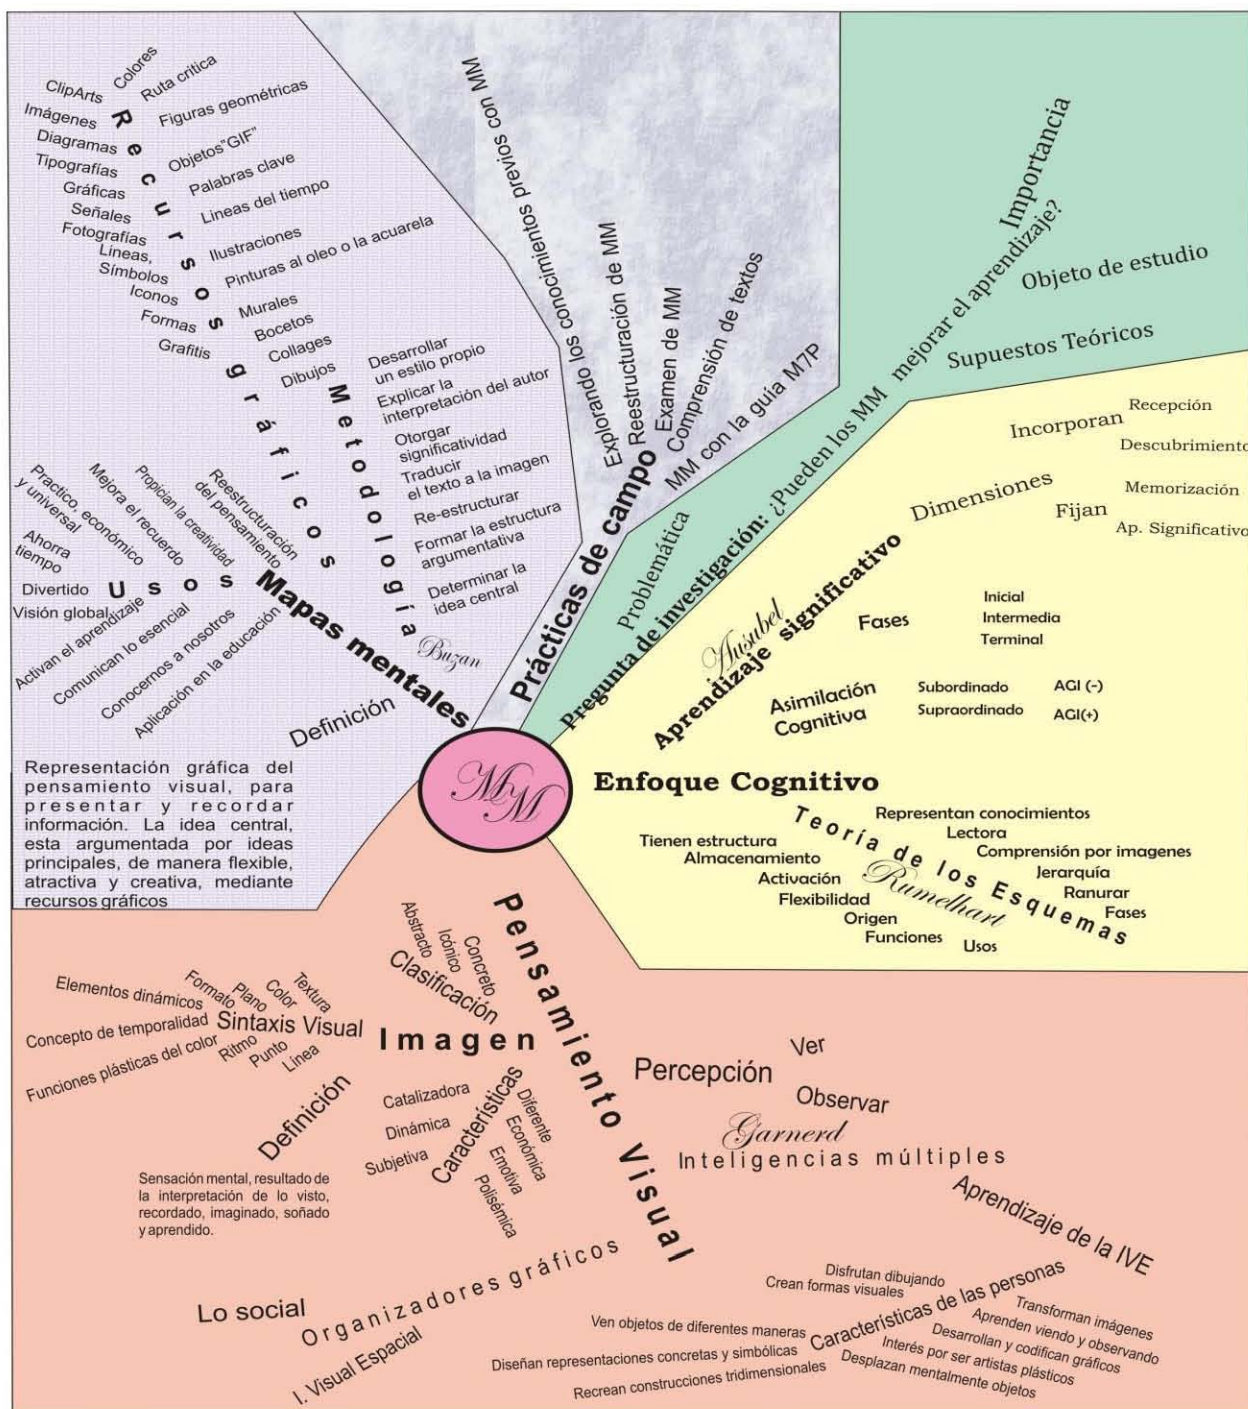 MM
Mapas mentales
Definición
Representación gráfica del
pensamiento visual, para
presentar y recordar
información. La idea central,
esta argumentada por ideas
principales, de manera flexible,
atractiva y creativa, mediante
recursos gráficos
Usos
Reestructuración
del pensamiento
Propician la creatividad
Mejora el recuerdo
Practico, económico
y universal
Ahorra
tiempo
Divertido
Visión global
Activan el aprendizaje
Comunican lo esencial
Conocernos a nosotros
Aplicación en la educación
Recursos gráficos
Colores
ClipArts
Imágenes
Diagramas
Tipografías
Gráficas
Señales
Fotografías
Lineas,
Símbolos
Iconos
Formas
Grafitis
Ruta critica
Figuras geométricas
Objetos"GIF"
Palabras clave
Lineas del tiempo
Ilustraciones
Pinturas al oleo o la acuarela
Murales
Bocetos
Collages
Dibujos
Metodología
Buzan
Desarrollar
un estilo propio
Explicar la
interpretación del autor
Otorgar
significatividad
Traducir
el texto a la imagen
Re-estructurar
Formar la estructura
argumentativa
Determinar la
idea central
Prácticas de campo
Explorando los conocimientos previos con MM
Reestructuración de MM
Examen de MM
Comprensión de textos
MM con la guía M7P
Pregunta de investigación: ¿Pueden los MM mejorar el aprendizaje?
Problemática
Importancia
Objeto de estudio
Supuestos Teóricos
Enfoque Cognitivo
Ausubel
Aprendizaje significativo
Dimensiones
Incorporan
Recepción
Descubrimiento
Fijan
Memorización
Ap. Significativo
Fases
Inicial
Intermedia
Terminal
Asimilación
Cognitiva
Subordinado
AGI (-)
Supraordinado
AGI(+)
Teoría de los Esquemas
Rumelhart
Representan conocimientos
Lectora
Comprensión por imagenes
Jerarquía
Ranurar
Fases
Tienen estructura
Almacenamiento
Activación
Flexibilidad
Origen
Funciones
Usos
Pensamiento Visual
Imagen
Clasificación
Abstracto
Icónico
Concreto
Sintaxis Visual
Formato
Plano
Color
Textura
Elementos dinámicos
Concepto de temporalidad
Funciones plásticas del color
Ritmo
Punto
Línea
Definición
Sensación mental, resultado de
la interpretación de lo visto,
recordado, imaginado, soñado
y aprendido.
Características
Catalizadora
Dinámica
Subjetiva
Diferente
Económica
Emotiva
Polisémica
Percepción
Ver
Observar
Garnerd
Inteligencias múltiples
Aprendizaje de la IVE
Organizadores gráficos
Lo social
I. Visual Espacial
Características de las personas
Disfrutan dibujando
Crean formas visuales
Ven objetos de diferentes maneras
Diseñan representaciones concretas y simbólicas
Recrean construcciones tridimensionales
Transforman imágenes
Aprenden viendo y observando
Desarrollan y codifican gráficos
Interés por ser artistas plásticos
Desplazan mentalmente objetos